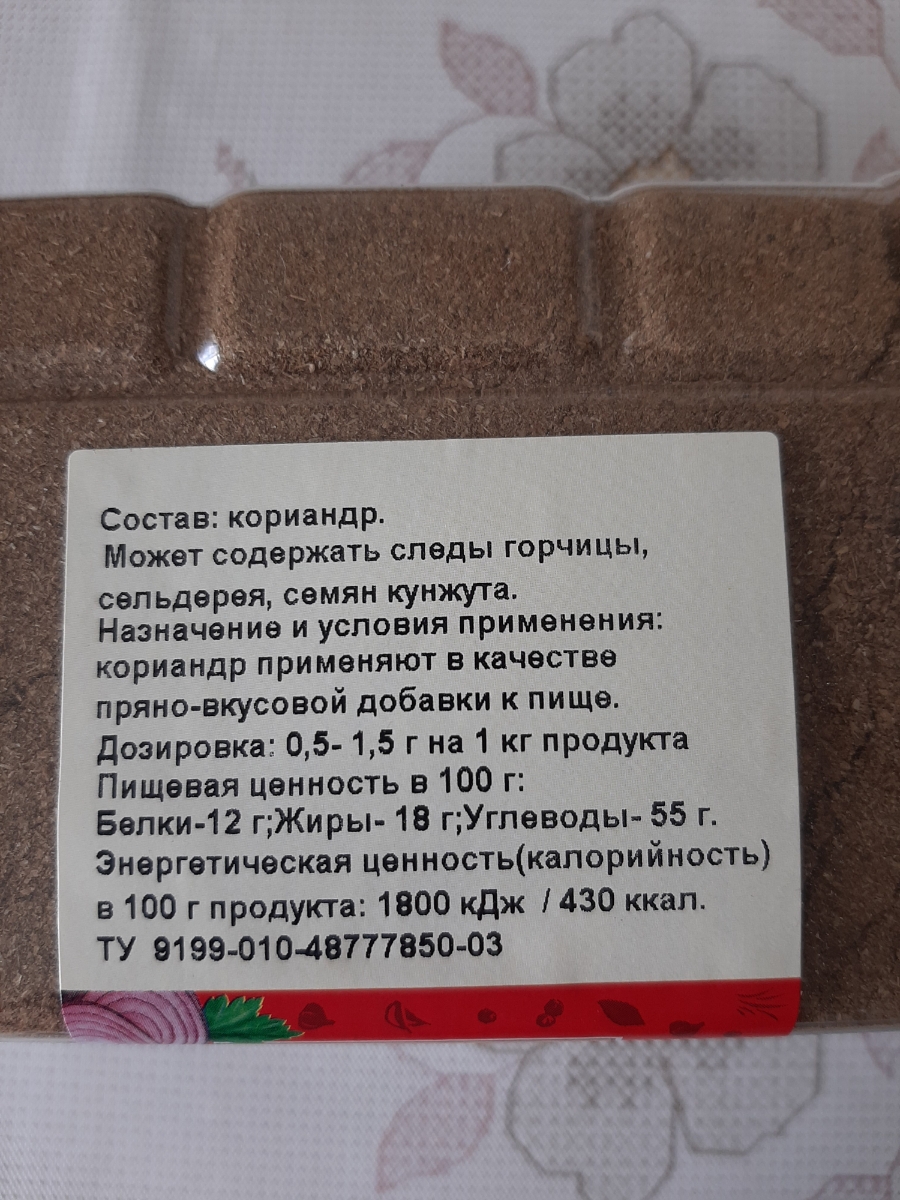 Состав: кориандр.
Может содержать следы горчицы,
сельдерея, семян кунжута.
Назначение и условия применения:
кориандр применяют в качестве
пряно-вкусовой добавки к пище.
Дозировка: 0,5- 1,5 г на 1 кг продукта
Пищевая ценность в 100 г:
Белки-12 г;Жиры- 18 г;Углеводы- 55 г.
Энергетическая ценность(калорийность)
в 100 г продукта: 1800 кДж / 430 ккал.
ТУ 9199-010-48777850-03